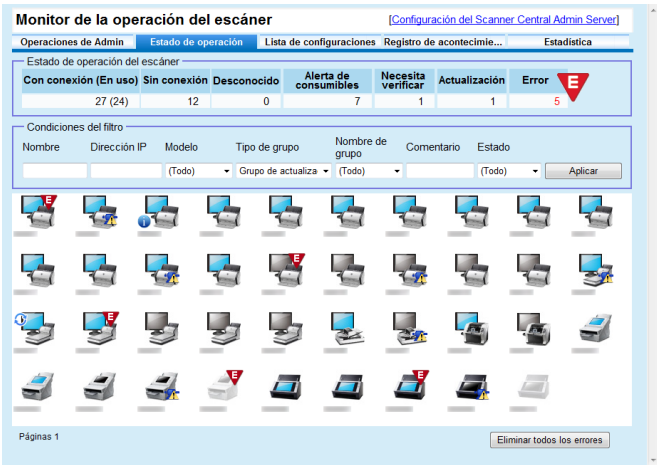 Monitor de la operación del escáner
[Configuración del Scanner Central Admin Server]
Operaciones de Admin Estado de operación Lista de configuraciones Registro de acontecimie... Estadística
Estado de operación del escáner
Con conexión (En uso) Sin conexión Desconocido Alerta de consumibles Necesita verificar Actualización Error E
27 (24) 12 0 7 1 1 5
Condiciones del filtro
Nombre Dirección IP Modelo Tipo de grupo Nombre de grupo Comentario Estado
(Todo) Grupo de actualiza (Todo) (Todo) Aplicar
E
E
E
E
E
Páginas 1
Eliminar todos los errores